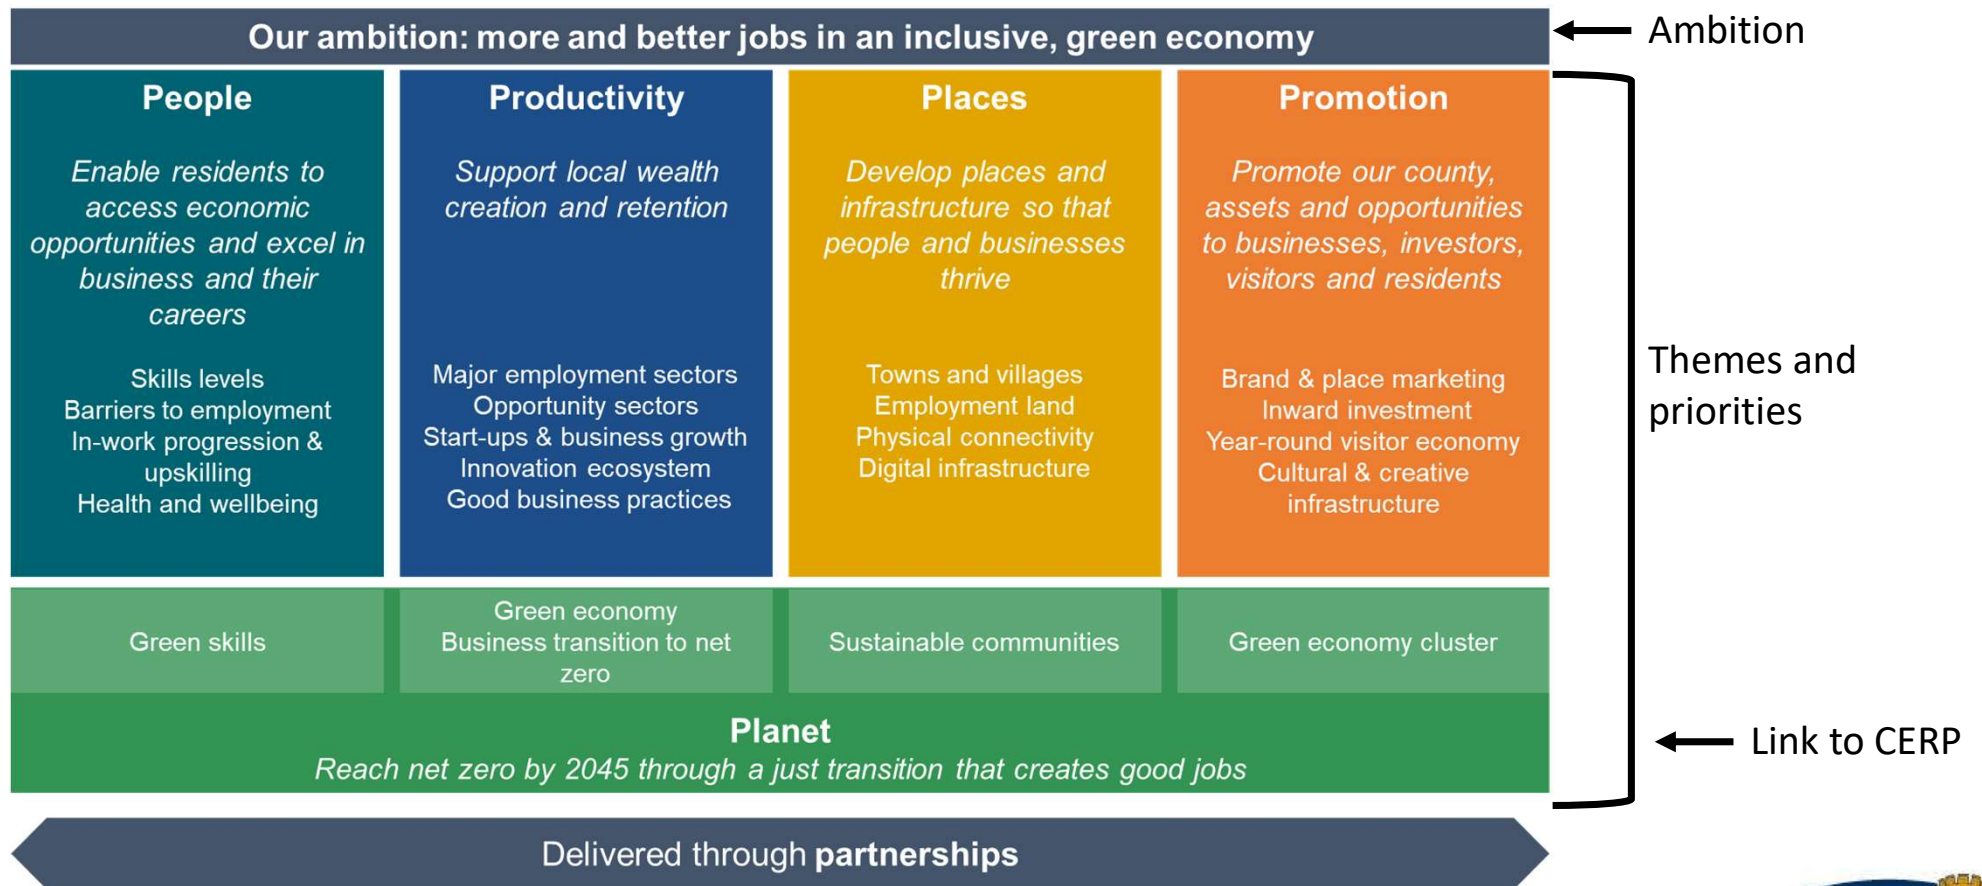 Our ambition: more and better jobs in an inclusive, green economy
Ambition
People
Enable residents to
access economic
opportunities and excel in
business and their
careers
Skills levels
Barriers to employment
In-work progression &
upskilling
Health and wellbeing
Productivity
Support local wealth
creation and retention
Major employment sectors
Opportunity sectors
Start-ups & business growth
Innovation ecosystem
Good business practices
Places
Develop places and
infrastructure so that
people and businesses
thrive
Towns and villages
Employment land
Physical connectivity
Digital infrastructure
Promotion
Promote our county,
assets and opportunities
to businesses, investors,
visitors and residents
Brand & place marketing
Inward investment
Year-round visitor economy
Cultural & creative
infrastructure
Themes and
priorities
Green skills
Green economy
Business transition to net
zero
Sustainable communities
Green economy cluster
Planet
Reach net zero by 2045 through a just transition that creates good jobs
Link to CERP
Delivered through partnerships